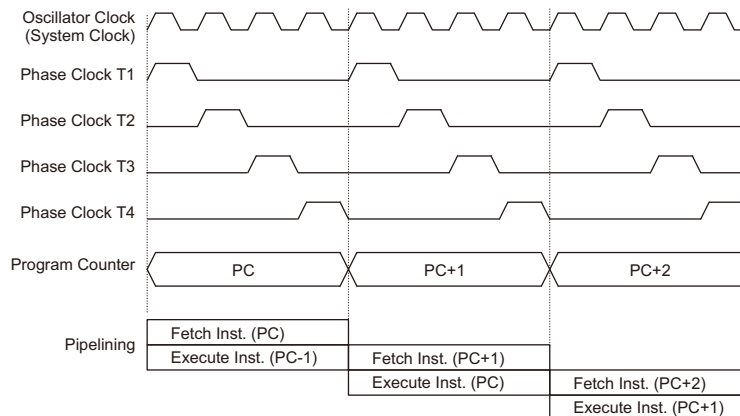 Oscillator Clock
(System Clock)
Phase Clock T1
Phase Clock T2
Phase Clock T3
Phase Clock T4
Program Counter
PC
PC+1
PC+2
Pipelining
Fetch Inst. (PC)
Execute Inst. (PC-1)
Fetch Inst. (PC+1)
Execute Inst. (PC)
Fetch Inst. (PC+2)
Execute Inst. (PC+1)